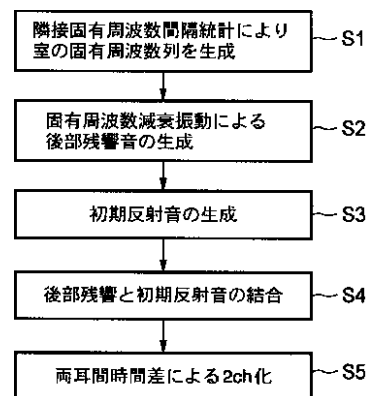 隣接固有周波数間隔統計により
室の固有周波数列を生成
S1
固有周波数減衰振動による
後部残響音の生成
S2
初期反射音の生成
S3
後部残響と初期反射音の結合
S4
両耳間時間差による2ch化
S5